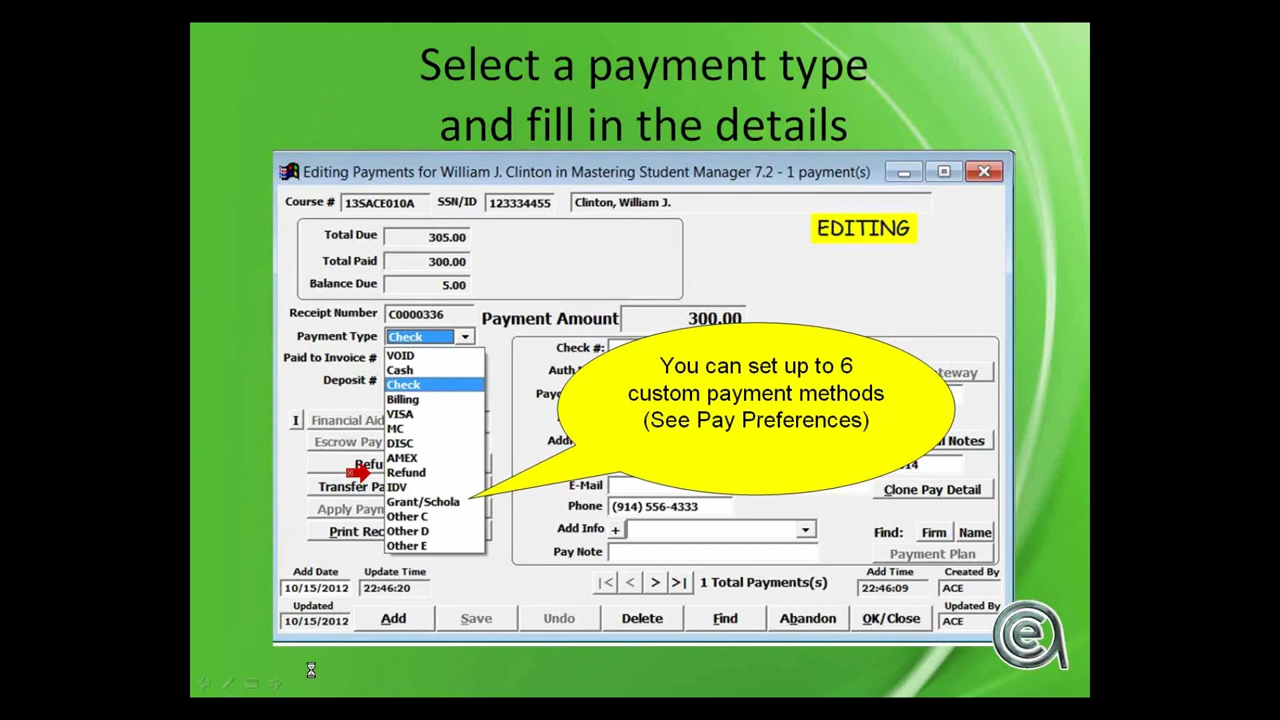 Select a payment type
and fill in the details
Editing Payments for William J. Clinton in Mastering Student Manager 7.2 - 1 payment(s)
Course # 13SACE010A SSN/ID 123334455 Clinton, William J.
EDITING
Total Due 305.00
Total Paid 300.00
Balance Due 5.00
Receipt Number C0000336 Payment Amount 300.00
Payment Type Check
Paid to Invoice #
Deposit #
VOID
Cash
Check
Billing
VISA
MC
DISC
AMEX
Refund
IDV
Grant/Schola
Other C
Other D
Other E
I Financial Aid
Escrow Pay
Transfer
Print
Check #:
You can set up to 6
custom payment methods
(See Pay Preferences)
Notes
E-Mail
Clone Pay Detail
Phone (914) 556-4333
Add Info +
Find: Firm Name
Pay Note
Payment Plan
Add Date Update Time
10/15/2012 22:46:20
|< < > >| 1 Total Payments(s)
Add Time Created By
22:46:09 ACE
Updated Updated By
10/15/2012 Add Save Undo Delete Find Abandon OK/Close ACE